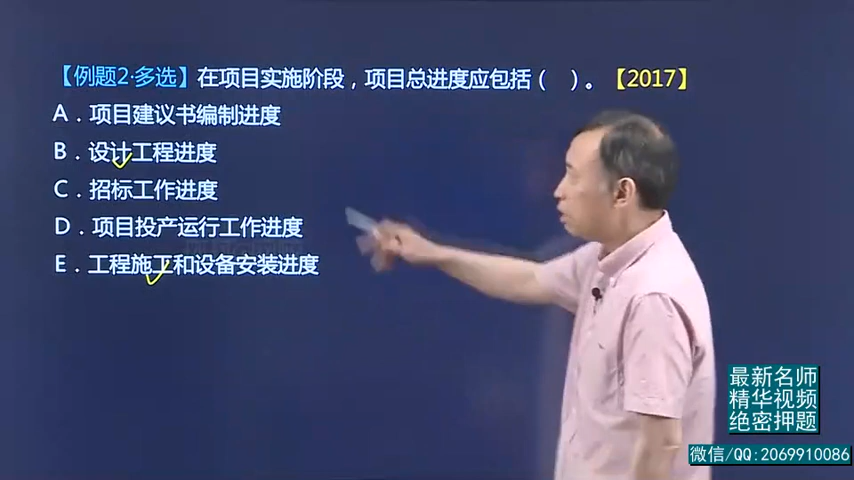 【例题2·多选】在项目实施阶段，项目总进度应包括（ ）。【2017】
A．项目建议书编制进度
B．设计工程进度
C．招标工作进度
D．项目投产运行工作进度
E．工程施工和设备安装进度
最新名师
精华视频
绝密押题
微信/QQ:2069910086